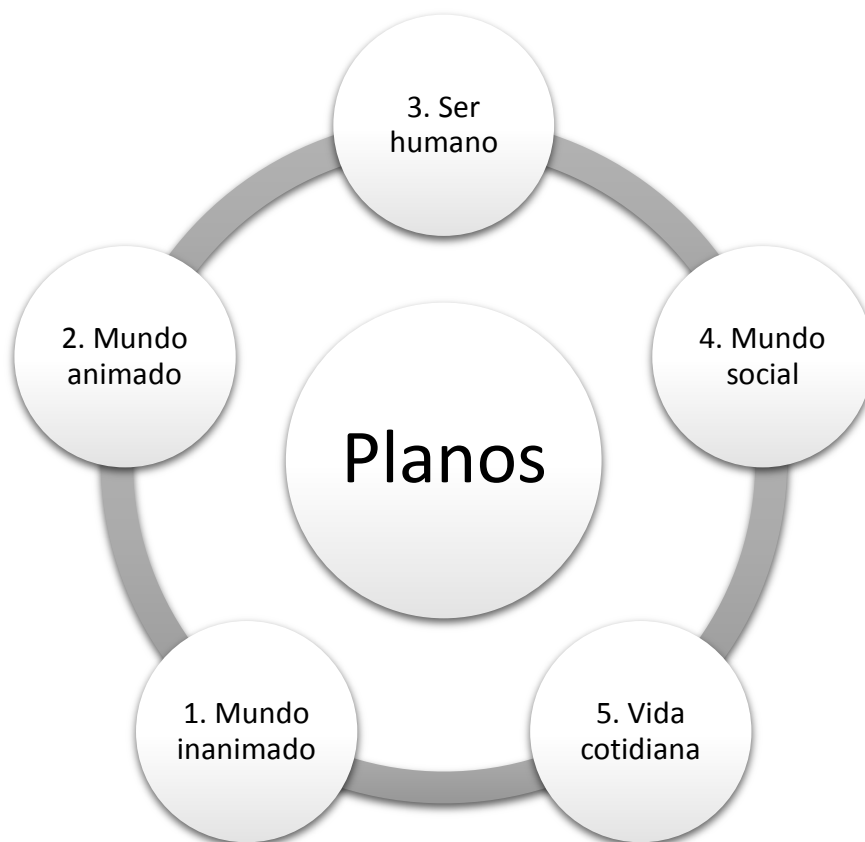 3. Ser
humano
2. Mundo
animado
4. Mundo
social
Planos
1. Mundo
inanimado
5. Vida
cotidiana